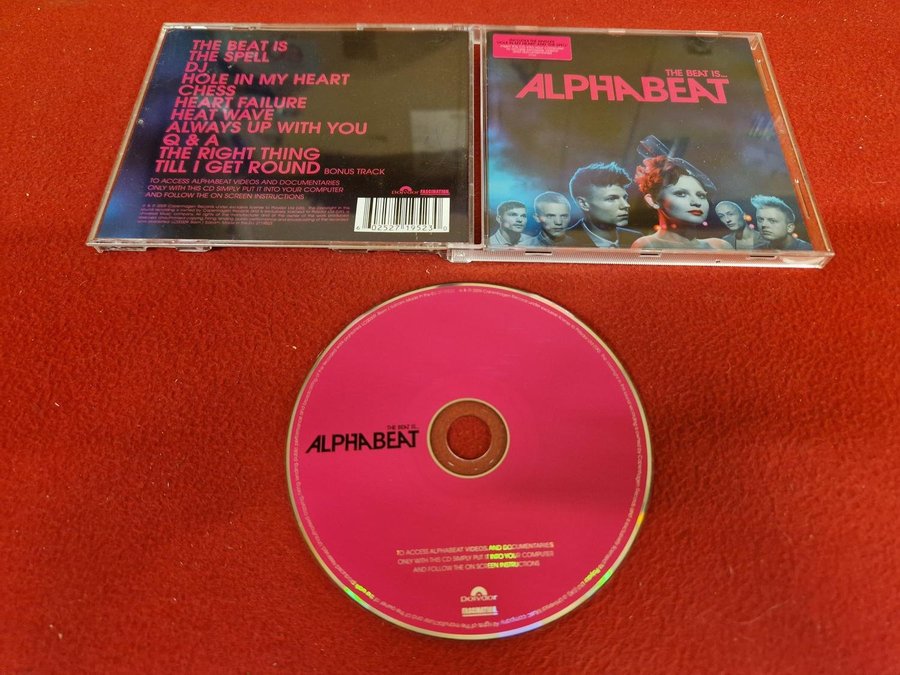 THE BEAT IS
THE SPELL
DJ
HOLE IN MY HEART
CHESS
HEART FAILURE
HEAT WAVE
ALWAYS UP WITH YOU
Q & A
THE RIGHT THING
TILL I GET ROUND BONUS TRACK
TO ACCESS ALPHABEAT VIDEOS AND DOCUMENTARIES
ONLY WITH THIS CD SIMPLY PUT IT INTO YOUR COMPUTER
AND FOLLOW THE ON SCREEN INSTRUCTIONS
Polydor
FASCINATION
6 02527 19523 0
THE BEAT IS...
ALPHABEAT
THE BEAT IS...
ALPHABEAT
TO ACCESS ALPHABEAT VIDEOS AND DOCUMENTARIES
ONLY WITH THIS CD SIMPLY PUT IT INTO YOUR COMPUTER
AND FOLLOW THE ON SCREEN INSTRUCTIONS
Polydor
FASCINATION